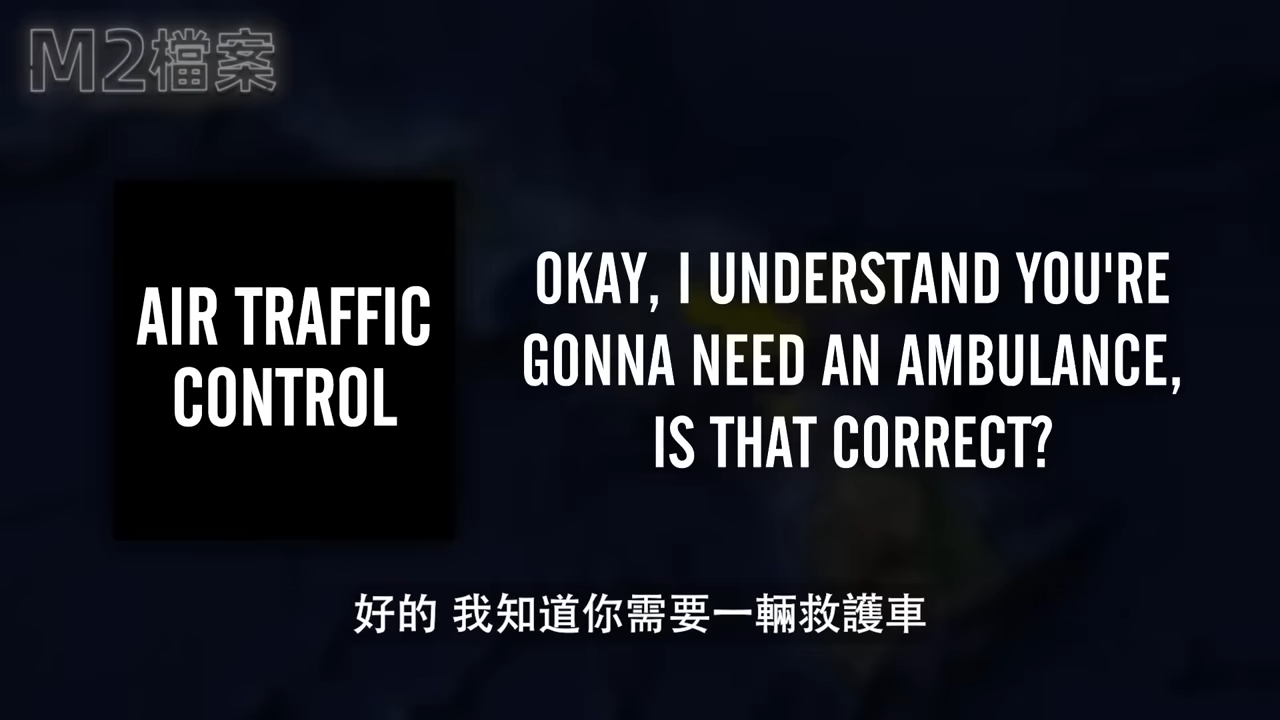 M2檔案
AIR TRAFFIC
CONTROL
OKAY, I UNDERSTAND YOU'RE
GONNA NEED AN AMBULANCE,
IS THAT CORRECT?
好的 我知道你需要一輛救護車